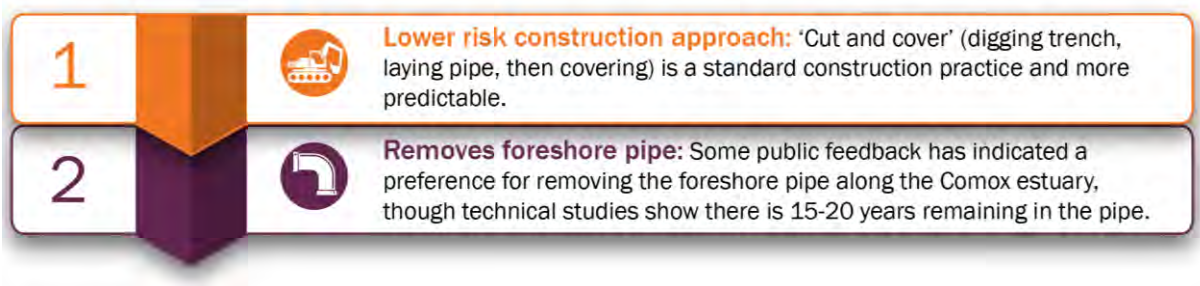 1
Lower risk construction approach: ‘Cut and cover’ (digging trench,
laying pipe, then covering) is a standard construction practice and more
predictable.
2
Removes foreshore pipe: Some public feedback has indicated a
preference for removing the foreshore pipe along the Comox estuary,
though technical studies show there is 15-20 years remaining in the pipe.